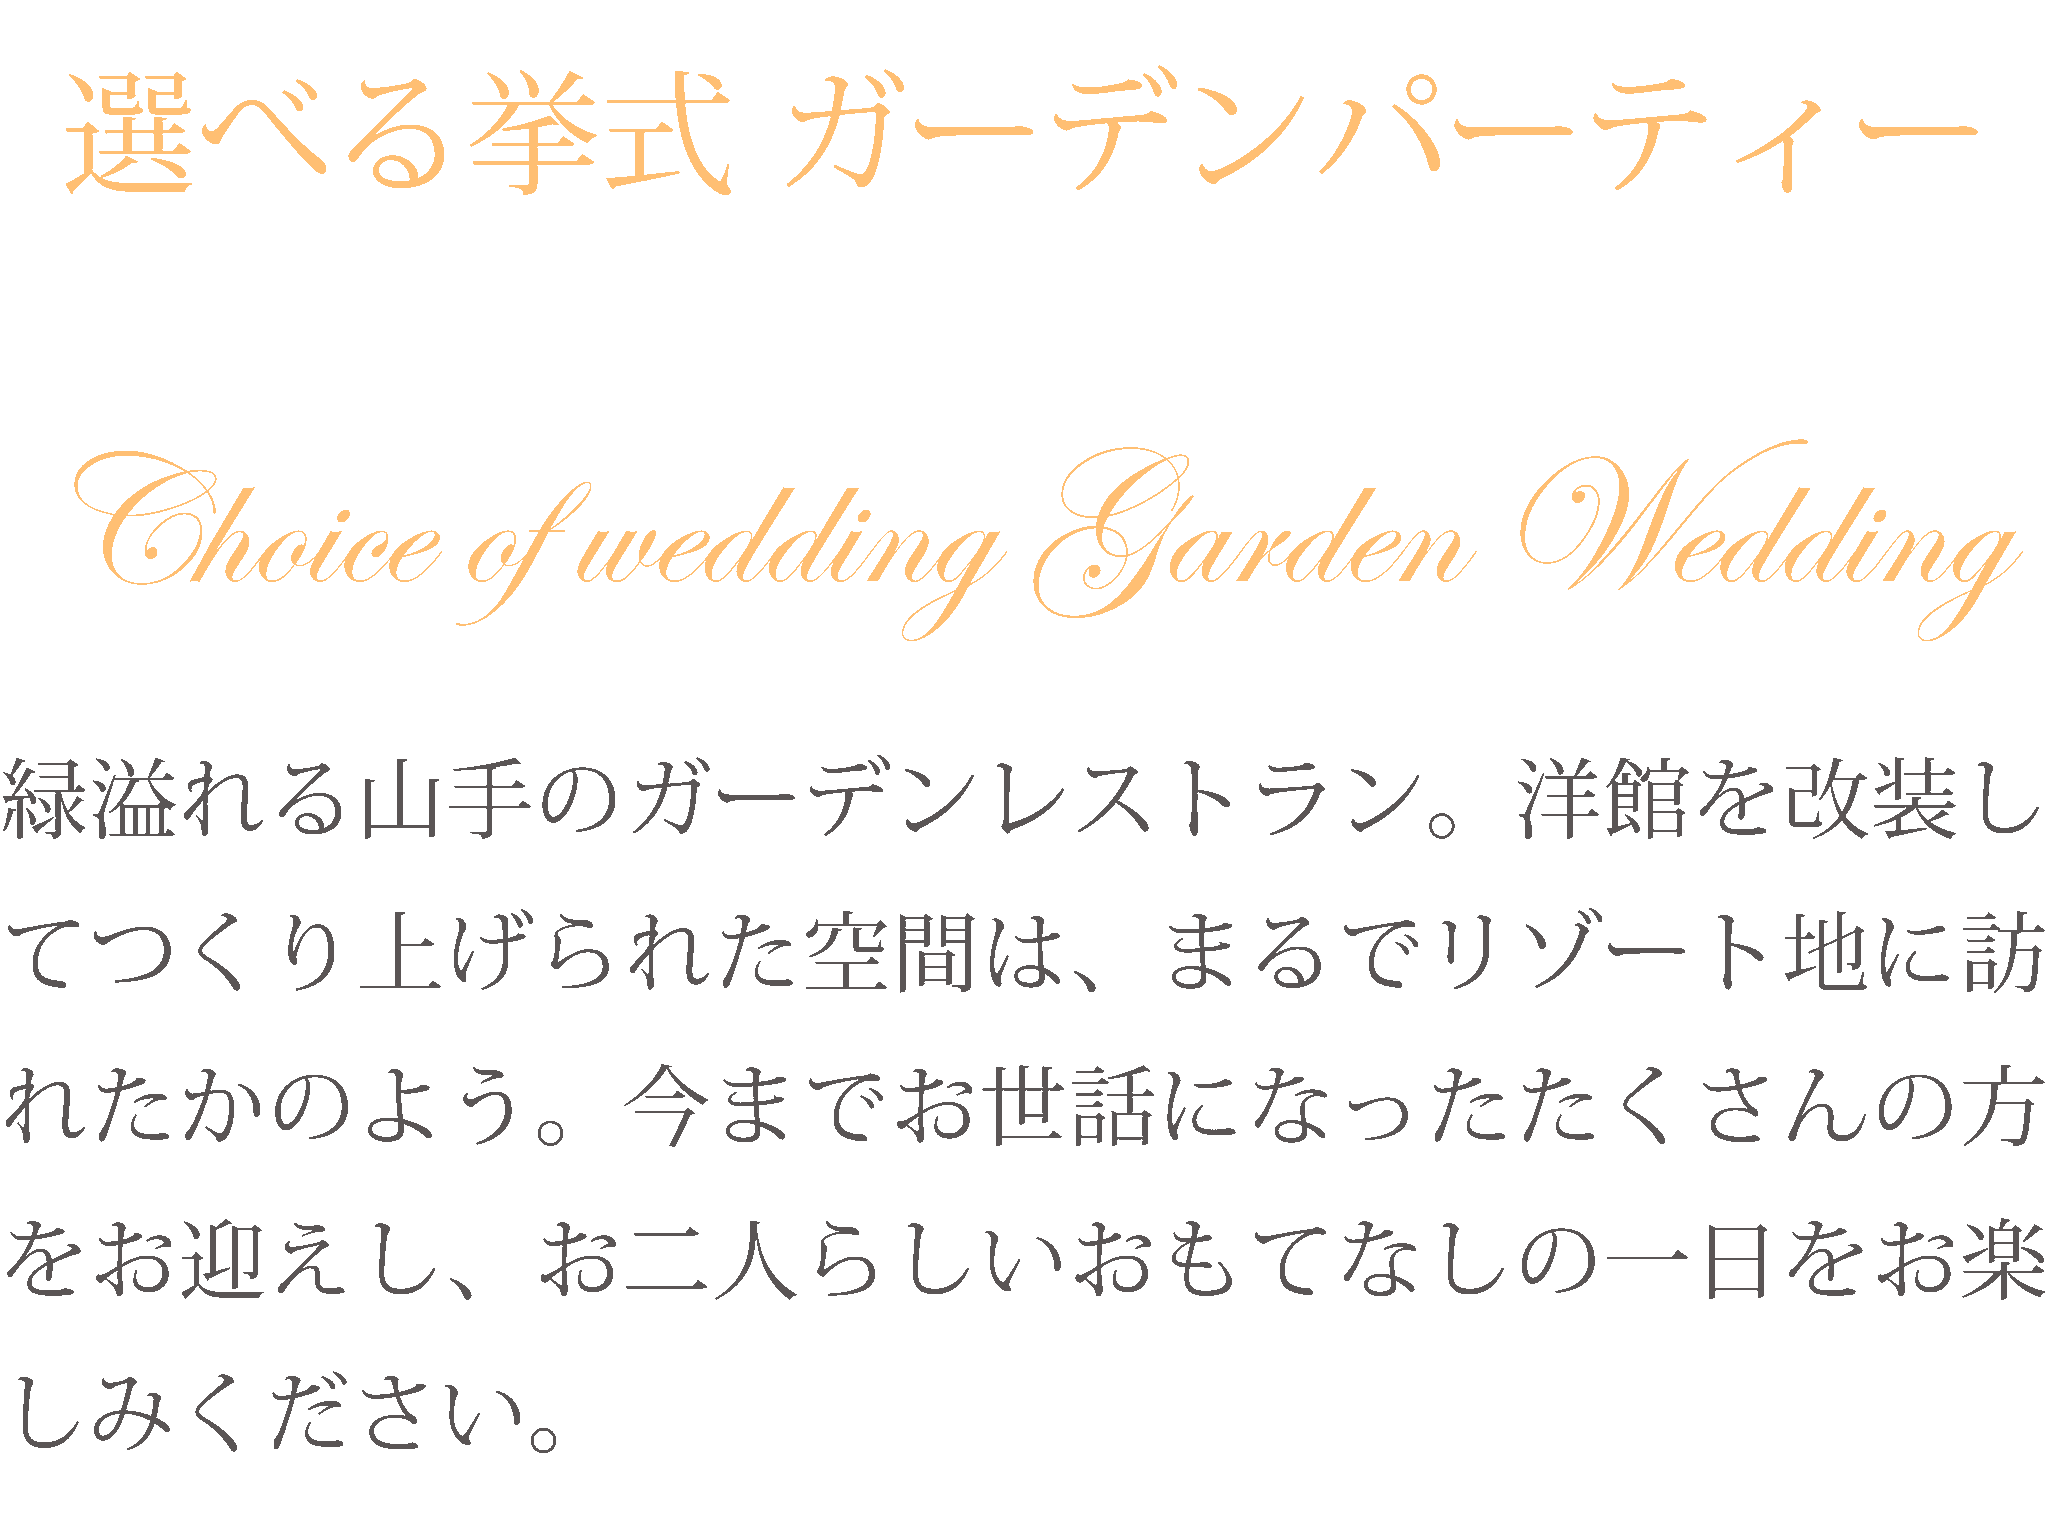 選べる挙式 ガーデンパーティー
Choice of wedding Garden Wedding
緑溢れる山手のガーデンレストラン。洋館を改装し
てつくり上げられた空間は、まるでリゾート地に訪
れたかのよう。今までお世話になったたくさんの方
をお迎えし、お二人らしいおもてなしの一日をお楽
しみください。